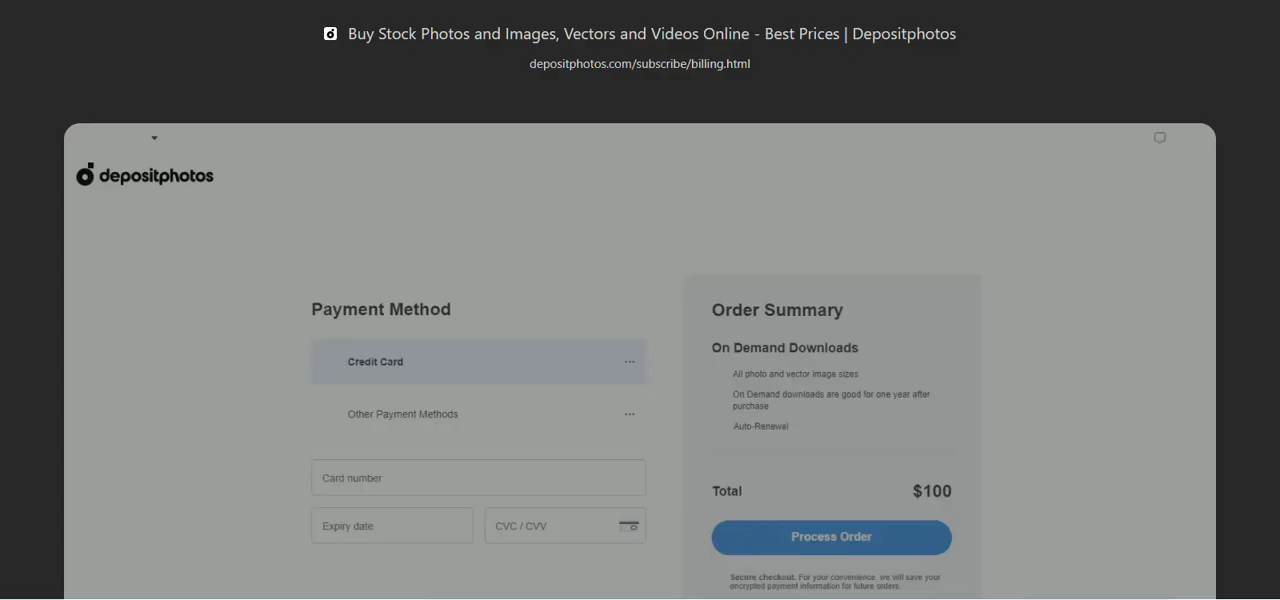 Buy Stock Photos and Images, Vectors and Videos Online - Best Prices | Depositphotos
depositphotos.com/subscribe/billing.html
depositphotos
Payment Method
Credit Card
Other Payment Methods
Card number
Expiry date
CVC / CVV
Order Summary
On Demand Downloads
All photo and vector image sizes
On Demand downloads are good for one year after
purchase
Auto-Renewal
Total
$100
Process Order
Secure checkout. For your convenience, we will save your
encrypted payment information for future orders.